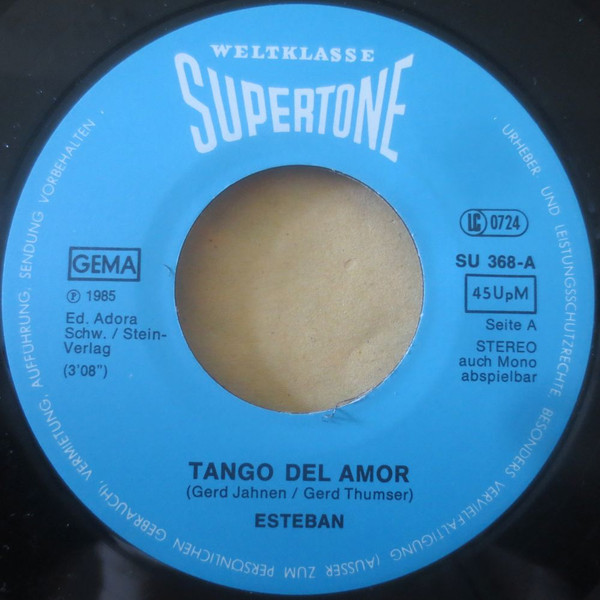 WELTKLASSE
SUPERTONE
GEMA
℗ 1985
Ed. Adora
Schw. / Stein-
Verlag
(3'08")
LC 0724
SU 368-A
45UpM
Seite A
STEREO
auch Mono
abspielbar
TANGO DEL AMOR
(Gerd Jahnen / Gerd Thumser)
ESTEBAN
URHEBER UND LEISTUNGSSCHUTZRECHTE, BESONDERS VERVIELFÄLTIGUNG (AUSSER ZUM PERSÖNLICHEN GEBRAUCH), VERMIETUNG, AUFFÜHRUNG, SENDUNG VORBEHALTEN